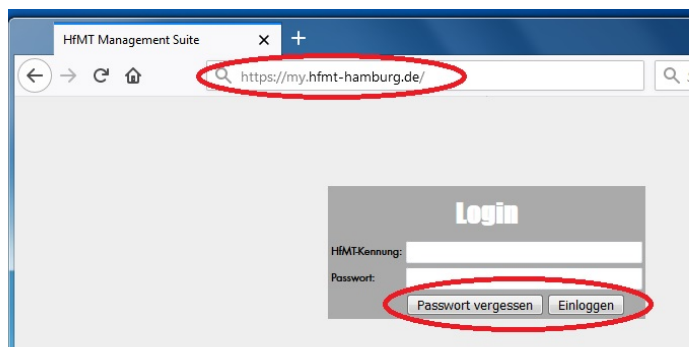 HfMT Management Suite
https://my.hfmt-hamburg.de/
Login
HfMT-Kennung:
Passwort:
Passwort vergessen Einloggen